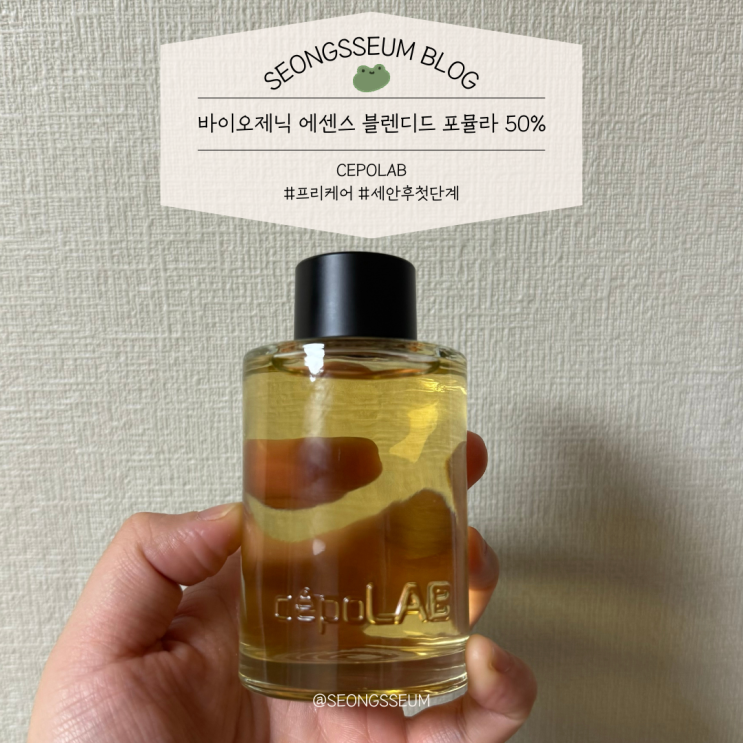 SEONGSSEUM BLOG
바이오제닉 에센스 블렌디드 포뮬라 50%
CEPOLAB
#프리케어 #세안후첫단계
cépoLAB
@SEONGSSEUM